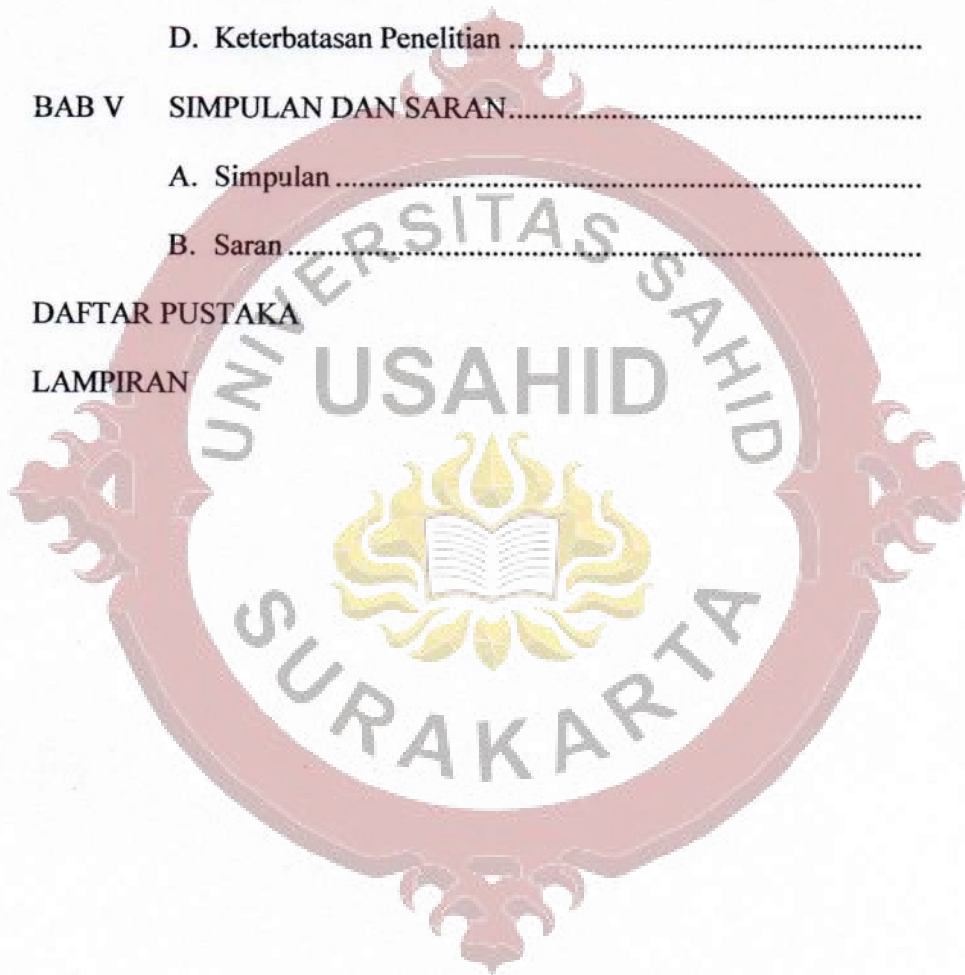 D. Keterbatasan Penelitian ..........................................................................
BAB V SIMPULAN DAN SARAN..........................................................................
A. Simpulan ..........................................................................
B. Saran ..........................................................................
DAFTAR PUSTAKA
LAMPIRAN
UNIVERSITAS SAHID
USAHID
SURAKARTA